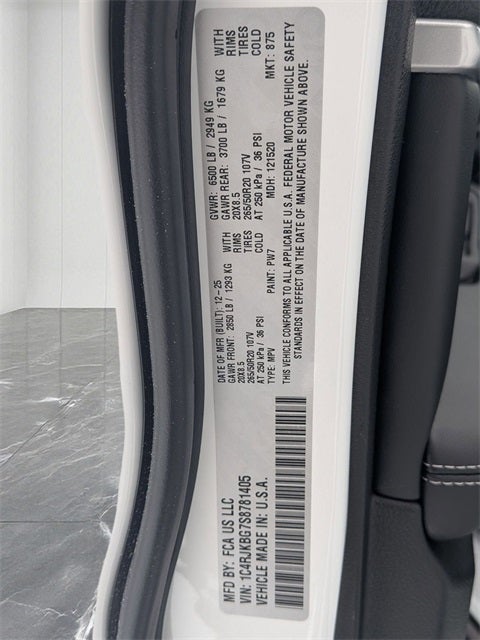 MFD BY: FCA US LLC
VIN: 1C4RJKBG7S8781405
VEHICLE MADE IN: U.S.A.
DATE OF MFR (BUILT): 12-25
GAWR FRONT: 2850 LB / 1293 KG WITH
20X8.5 RIMS
265/50R20 107V TIRES
AT 250 kPa / 36 PSI COLD
TYPE: MPV PAINT: PW7
GVWR: 6500 LB / 2949 KG
GAWR REAR: 3700 LB / 1679 KG WITH
20X8.5 RIMS
265/50R20 107V TIRES
AT 250 kPa / 36 PSI COLD
MDH: 121520 MKT: 875
THIS VEHICLE CONFORMS TO ALL APPLICABLE U.S.A. FEDERAL MOTOR VEHICLE SAFETY
STANDARDS IN EFFECT ON THE DATE OF MANUFACTURE SHOWN ABOVE.